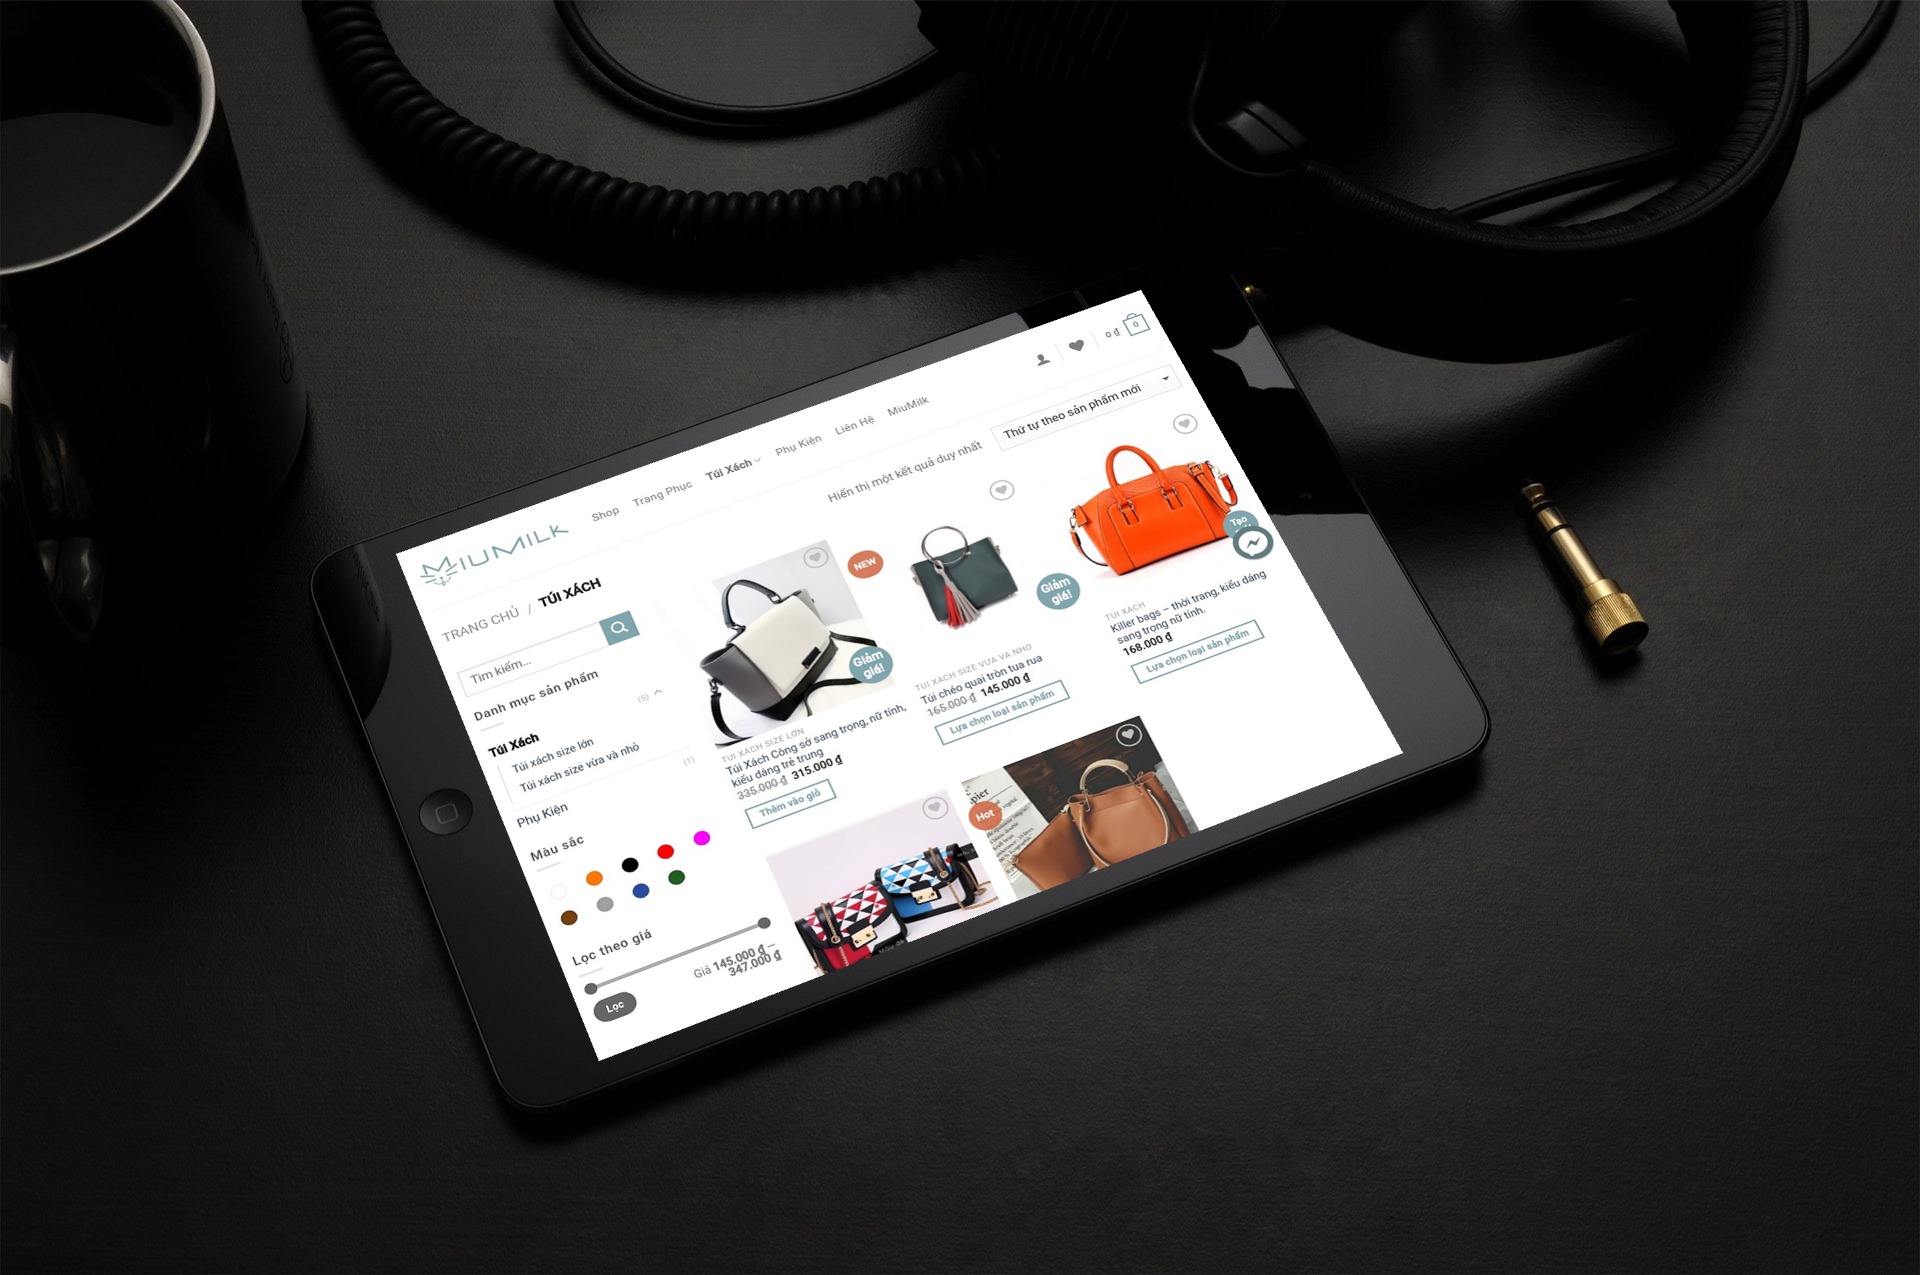 MIUMILK
Shop
Trang Phục
Túi Xách
Phụ Kiện
Liên Hệ
MiuMilk
0 ₫
0
TRANG CHỦ / TÚI XÁCH
Hiển thị một kết quả duy nhất
Thứ tự theo sản phẩm mới
Tìm kiếm...
Danh mục sản phẩm
Túi Xách
(5)
Túi xách size lớn
Túi xách size vừa và nhỏ
Phụ Kiện
(1)
Màu sắc
Lọc theo giá
Giá 145.000 ₫ –
347.000 ₫
Lọc
Giảm
giá!
TÚI XÁCH SIZE LỚN
Túi Xách Công sở sang trọng, nữ tính,
kiểu dáng trẻ trung
335.000 ₫ 315.000 ₫
Thêm vào giỏ
NEW
Giảm
giá!
TÚI XÁCH SIZE VỪA VÀ NHỎ
Túi chéo quai tròn tua rua
165.000 ₫ 145.000 ₫
Lựa chọn loại sản phẩm
Tạo
TÚI XÁCH
Killer bags – thời trang, kiểu dáng
sang trọng nữ tính.
168.000 ₫
Lựa chọn loại sản phẩm
Hot